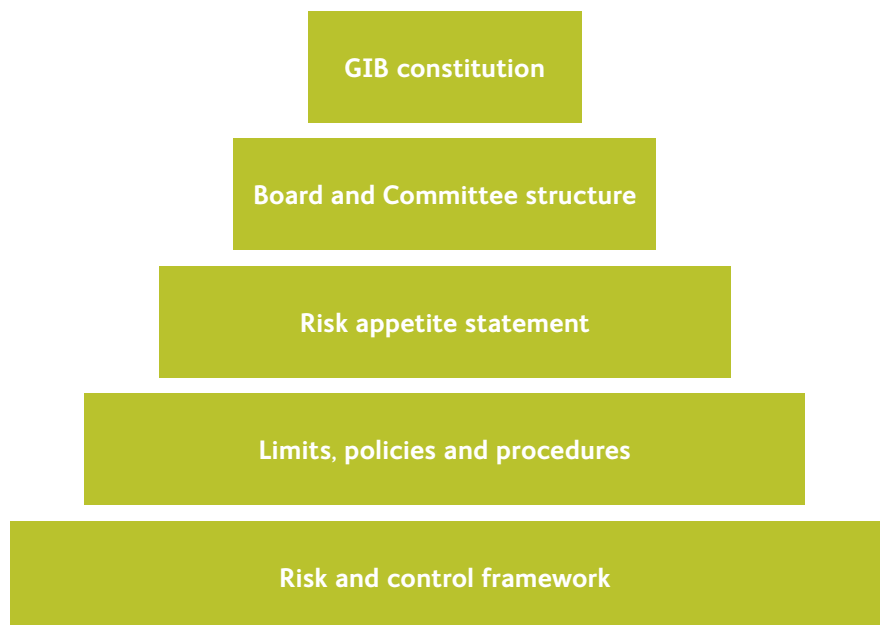 GIB constitution
Board and Committee structure
Risk appetite statement
Limits, policies and procedures
Risk and control framework